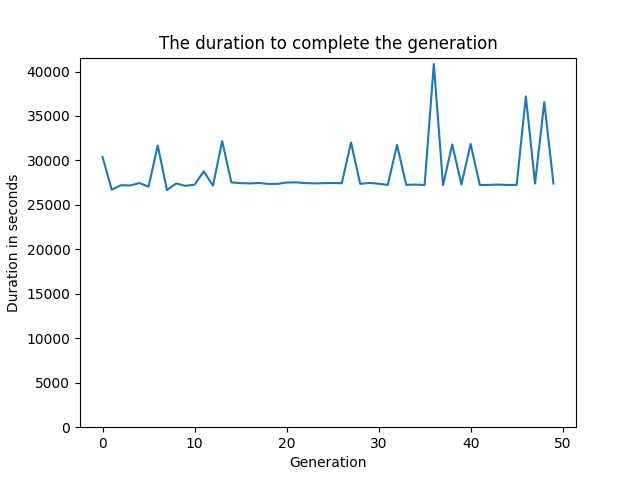 The duration to complete the generation
40000
35000
30000
25000
20000
15000
10000
5000
0
Duration in seconds
0 10 20 30 40 50
Generation